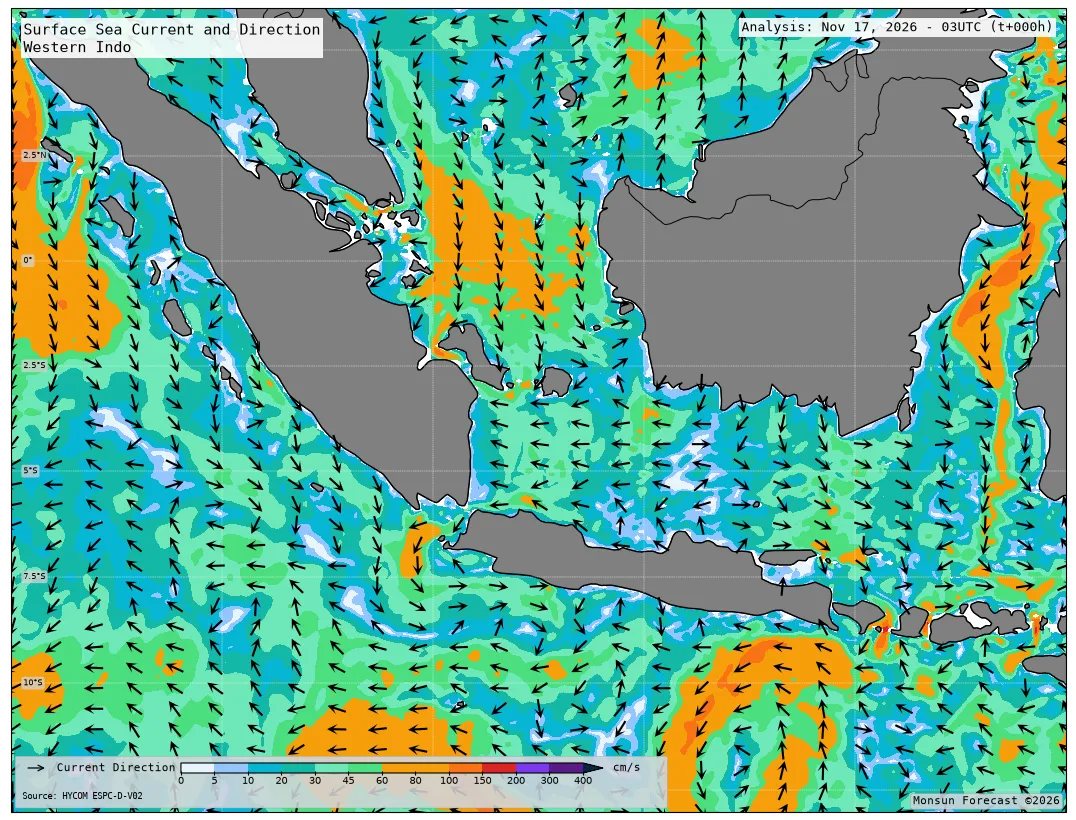 Surface Sea Current and Direction
Western Indo
Analysis: Nov 17, 2026 - 03UTC (t+000h)
2.5°N
0°
2.5°S
5°S
7.5°S
10°S
Current Direction
0 5 10 20 30 45 60 80 100 150 200 300 400
cm/s
Source: HYCOM ESPC-D-V02
Monsun Forecast ©2026